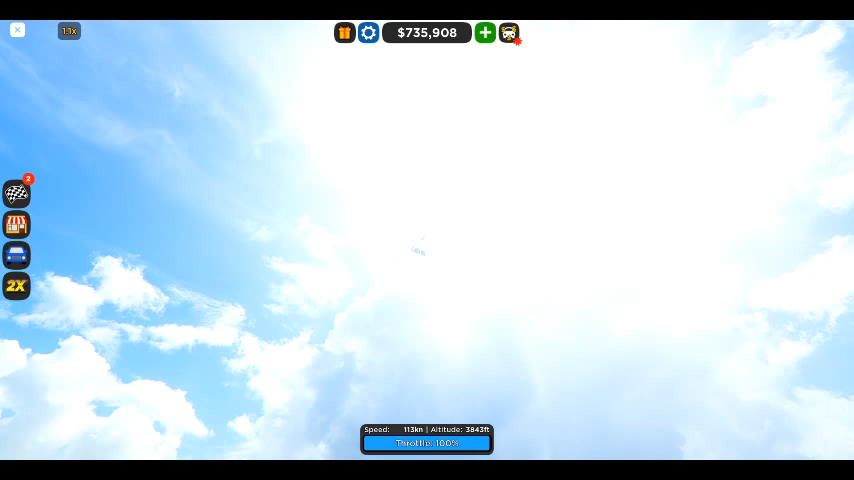 1.1x
$735,908
2
2X
Speed: 113kn | Altitude: 3843ft
Throttle: 100%